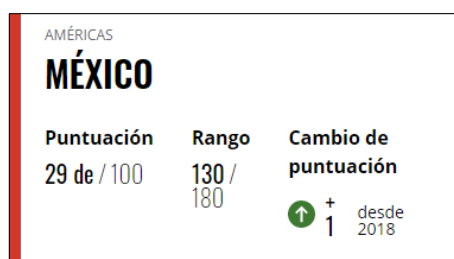 AMÉRICAS
MÉXICO
Puntuación
29 de / 100
Rango
130 /
180
Cambio de
puntuación
+
1
desde
2018